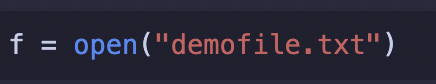 f = open("demofile.txt")